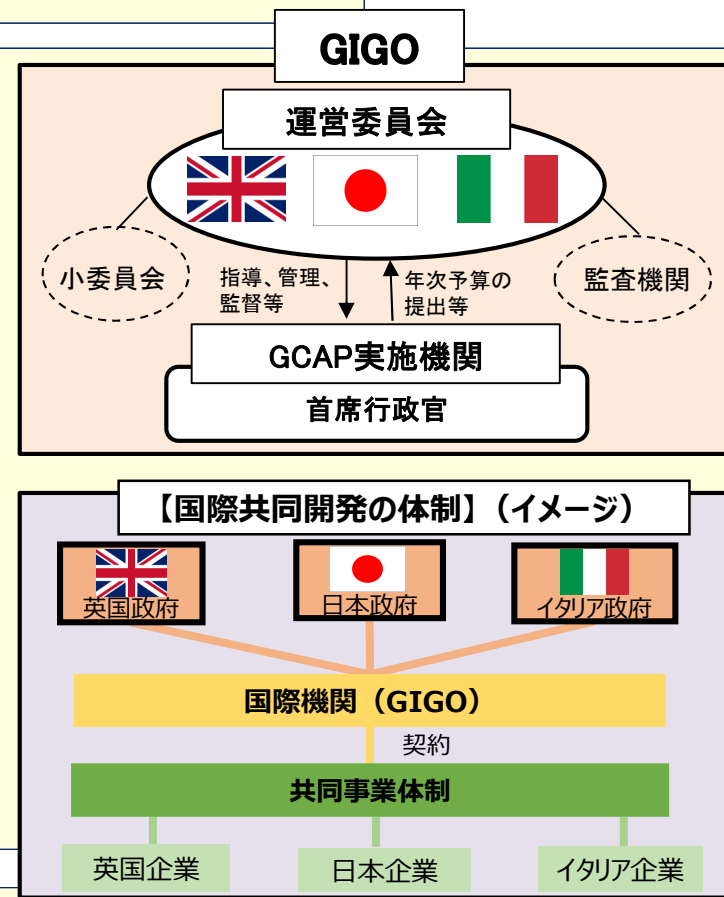 GIGO
運営委員会
小委員会
指導、管理、
監督等
年次予算の
提出等
監査機関
GCAP実施機関
首席行政官
【国際共同開発の体制】（イメージ）
英国政府
日本政府
イタリア政府
国際機関（GIGO）
契約
共同事業体制
英国企業
日本企業
イタリア企業